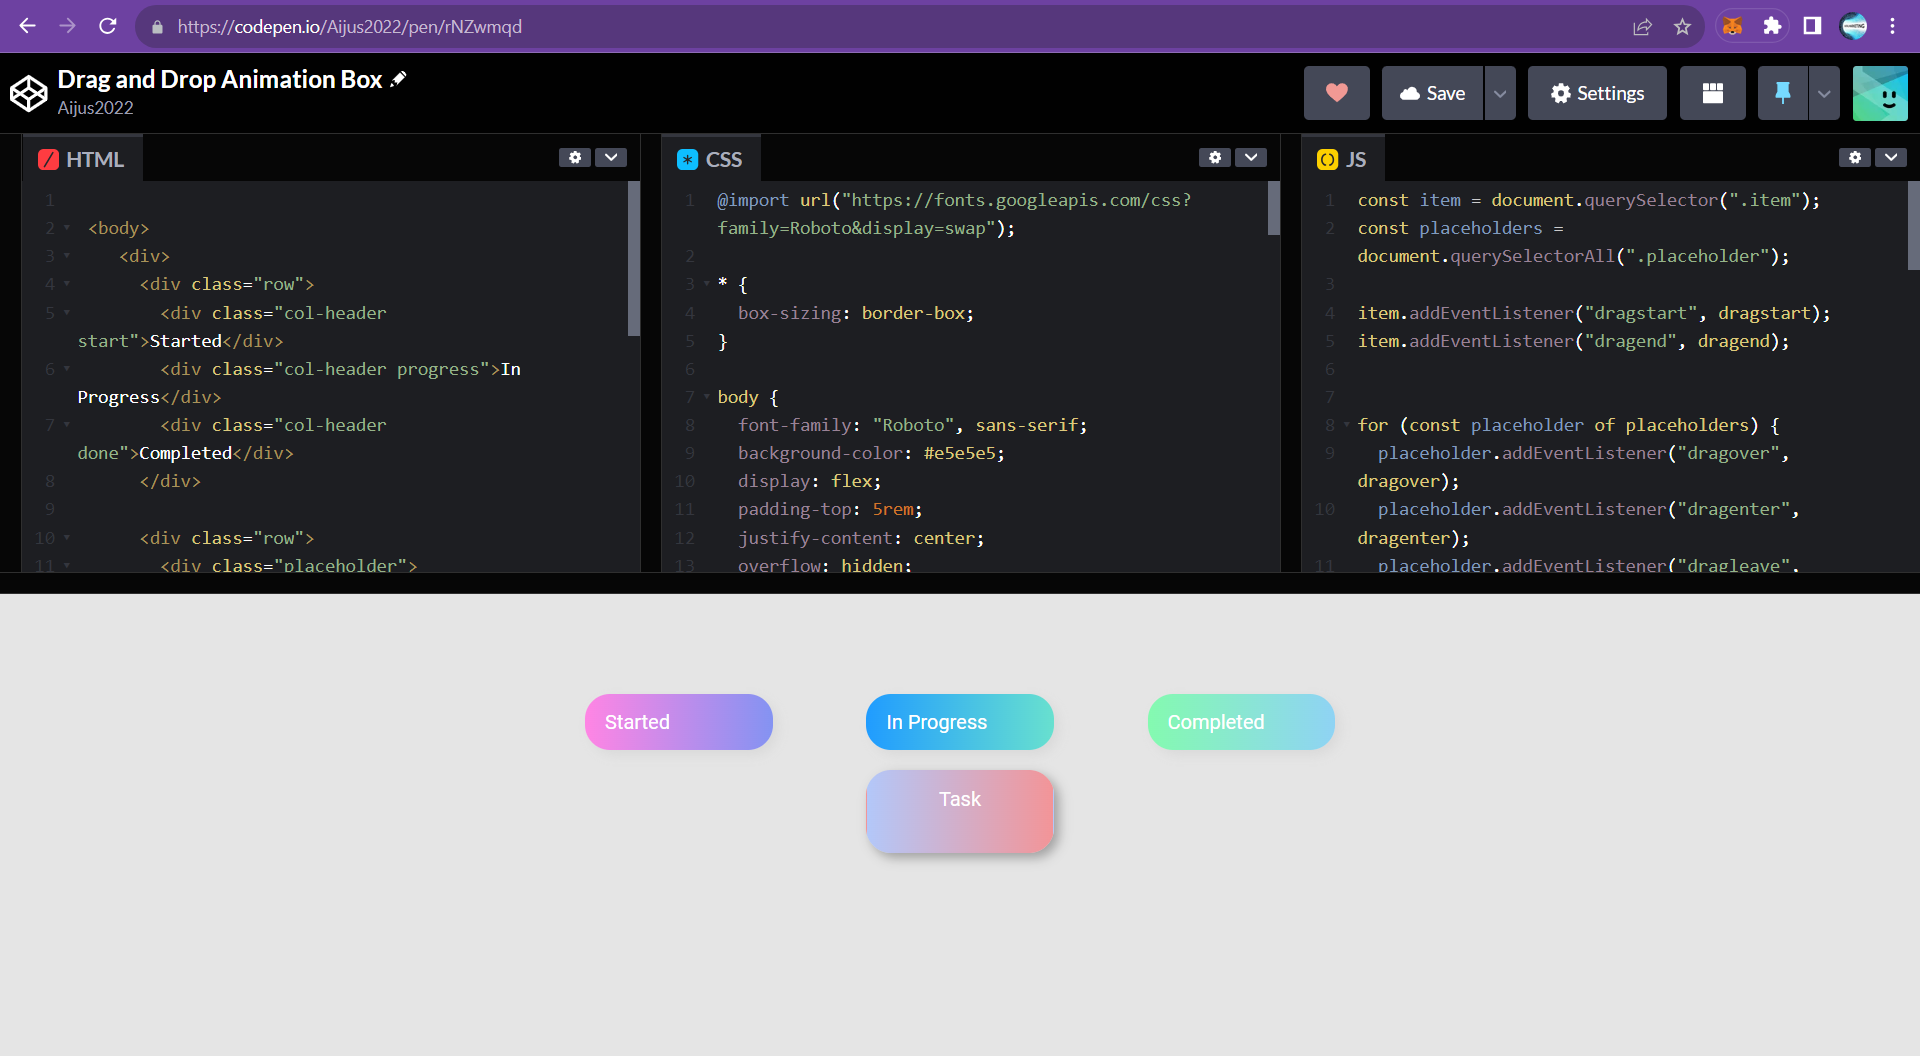 https://codepen.io/Aijus2022/pen/rNZwmqd
Drag and Drop Animation Box
Aijus2022
Save
Settings
HTML
1
2 <body>
3 <div>
4 <div class="row">
5 <div class="col-header
start">Started</div>
6 <div class="col-header progress">In
Progress</div>
7 <div class="col-header
done">Completed</div>
8 </div>
9
10 <div class="row">
11 <div class="placeholder">
CSS
1 @import url("https://fonts.googleapis.com/css?
family=Roboto&display=swap");
2
3 * {
4 box-sizing: border-box;
5 }
6
7 body {
8 font-family: "Roboto", sans-serif;
9 background-color: #e5e5e5;
10 display: flex;
11 padding-top: 5rem;
12 justify-content: center;
13 overflow: hidden;
JS
1 const item = document.querySelector(".item");
2 const placeholders =
document.querySelectorAll(".placeholder");
3
4 item.addEventListener("dragstart", dragstart);
5 item.addEventListener("dragend", dragend);
6
7
8 for (const placeholder of placeholders) {
9 placeholder.addEventListener("dragover",
dragover);
10 placeholder.addEventListener("dragenter",
dragenter);
11 placeholder.addEventListener("dragleave",
Started
In Progress
Completed
Task